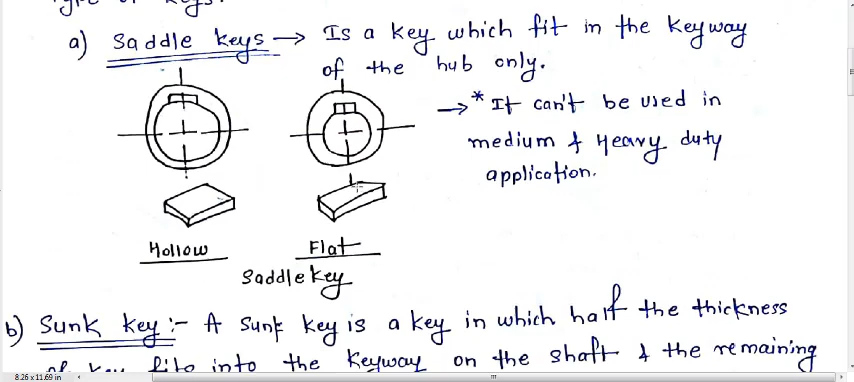 a) Saddle keys → Is a key which fit in the keyway
of the hub only.
→ * It can't be used in
medium & Heavy duty
application.
Hollow Flat
Saddle key
b) Sunk key :- A Sunk key is a key in which half the thickness
fits into the keyway on the shaft & the remaining
8.26 x 11.69 in